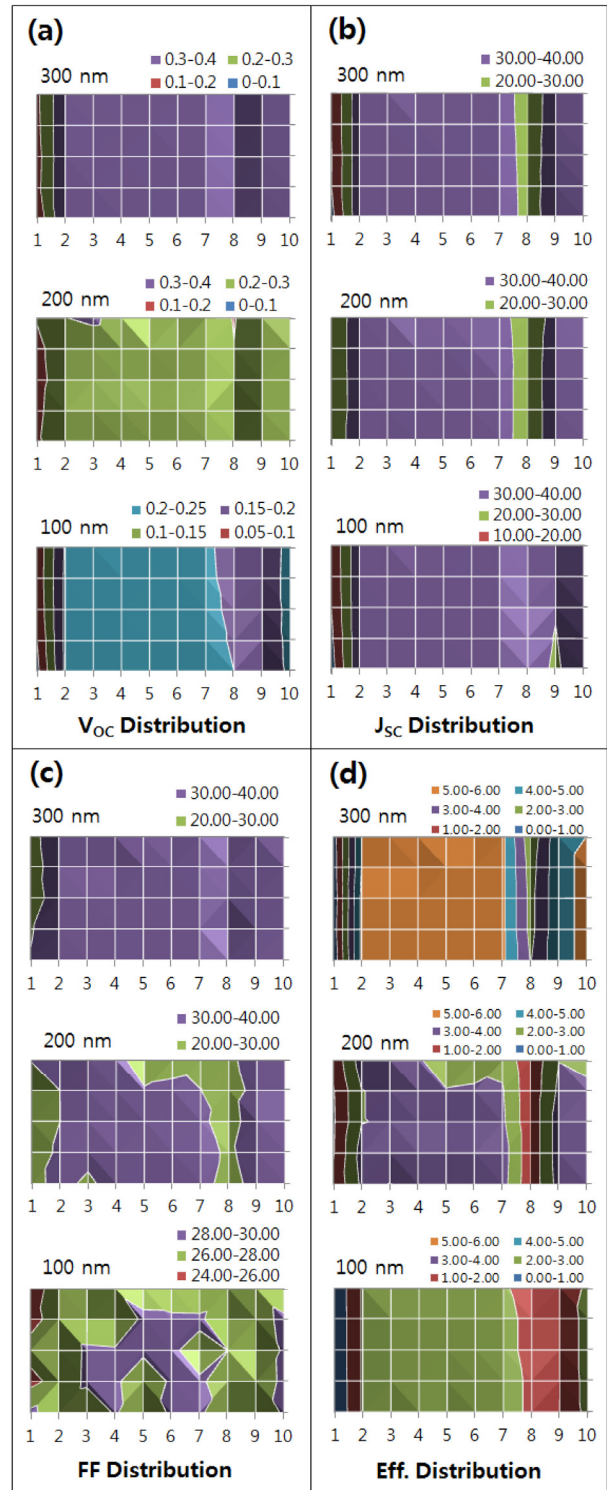 (a)
0.3-0.4 0.2-0.3
300 nm
0.1-0.2 0-0.1
1 2 3 4 5 6 7 8 9 10
0.3-0.4 0.2-0.3
200 nm
0.1-0.2 0-0.1
1 2 3 4 5 6 7 8 9 10
0.2-0.25 0.15-0.2
100 nm
0.1-0.15 0.05-0.1
1 2 3 4 5 6 7 8 9 10
VOC Distribution
(b)
30.00-40.00
300 nm
20.00-30.00
1 2 3 4 5 6 7 8 9 10
30.00-40.00
200 nm
20.00-30.00
1 2 3 4 5 6 7 8 9 10
30.00-40.00
20.00-30.00
100 nm
10.00-20.00
1 2 3 4 5 6 7 8 9 10
JSC Distribution
(c)
30.00-40.00
300 nm
20.00-30.00
1 2 3 4 5 6 7 8 9 10
30.00-40.00
200 nm
20.00-30.00
1 2 3 4 5 6 7 8 9 10
28.00-30.00
26.00-28.00
100 nm
24.00-26.00
1 2 3 4 5 6 7 8 9 10
FF Distribution
(d)
5.00-6.00 4.00-5.00
300 nm
3.00-4.00 2.00-3.00
1.00-2.00 0.00-1.00
1 2 3 4 5 6 7 8 9 10
5.00-6.00 4.00-5.00
200 nm
3.00-4.00 2.00-3.00
1.00-2.00 0.00-1.00
1 2 3 4 5 6 7 8 9 10
5.00-6.00 4.00-5.00
100 nm
3.00-4.00 2.00-3.00
1.00-2.00 0.00-1.00
1 2 3 4 5 6 7 8 9 10
Eff. Distribution